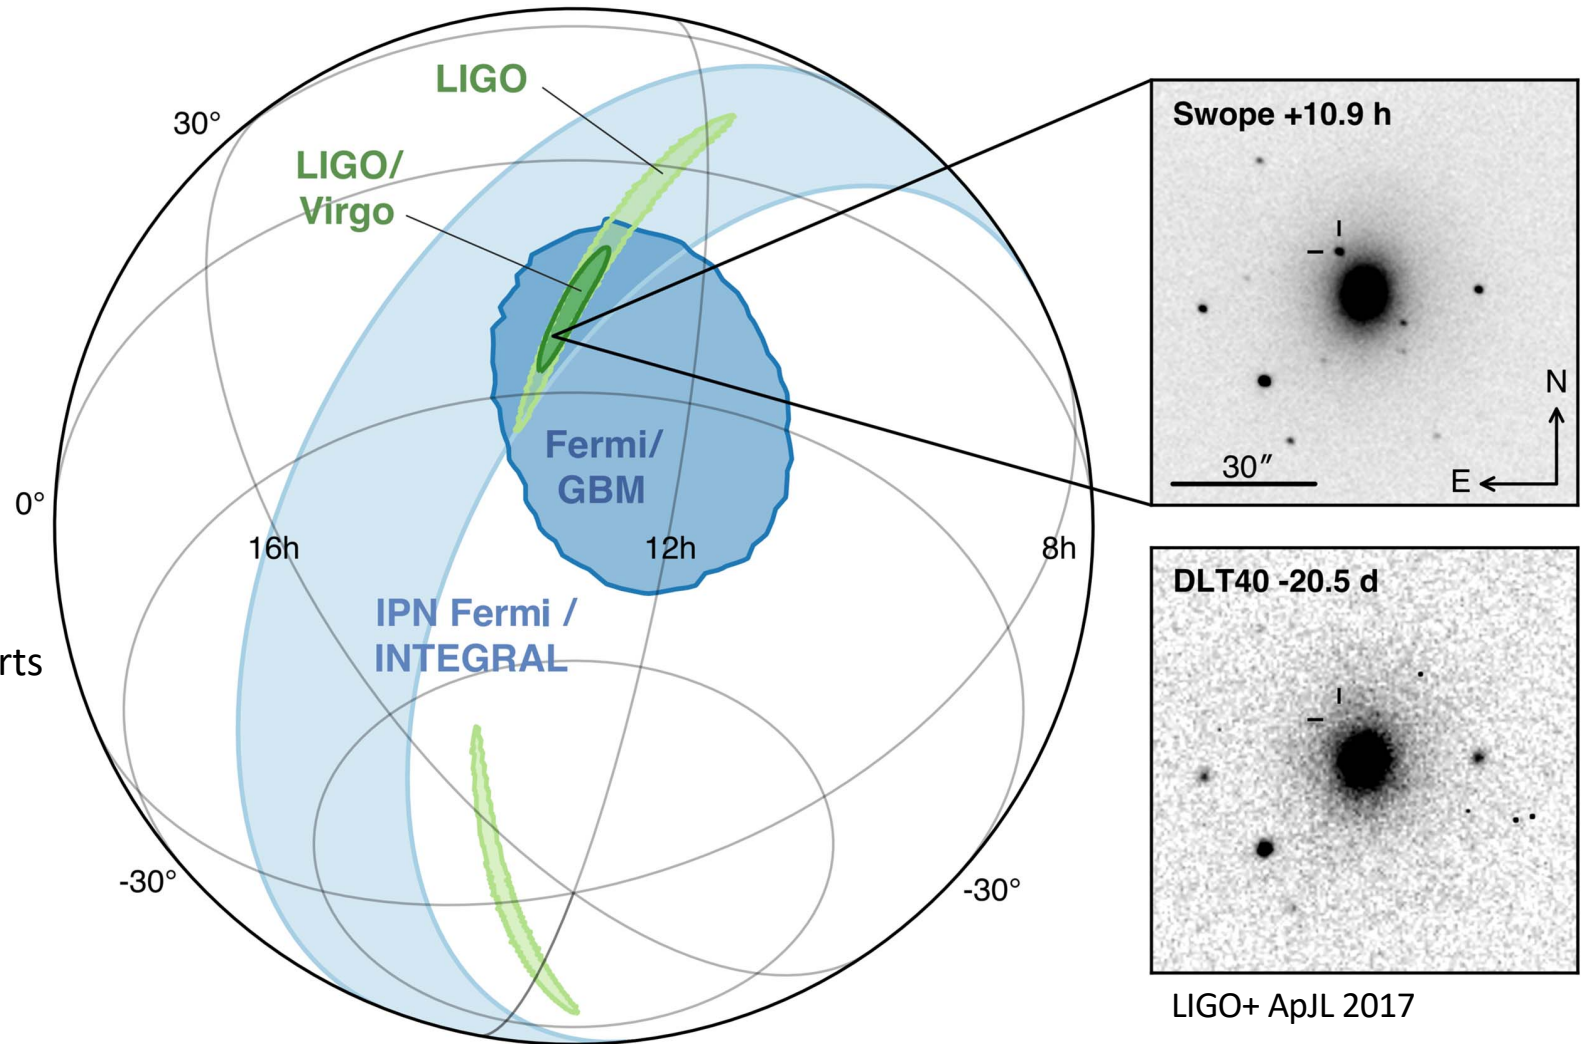 LIGO
30°
LIGO/
Virgo
Swope +10.9 h
N
Fermi/
GBM
30″
E
0°
16h
12h
8h
DLT40 -20.5 d
IPN Fermi /
INTEGRAL
rts
-30°
-30°
LIGO+ ApJL 2017